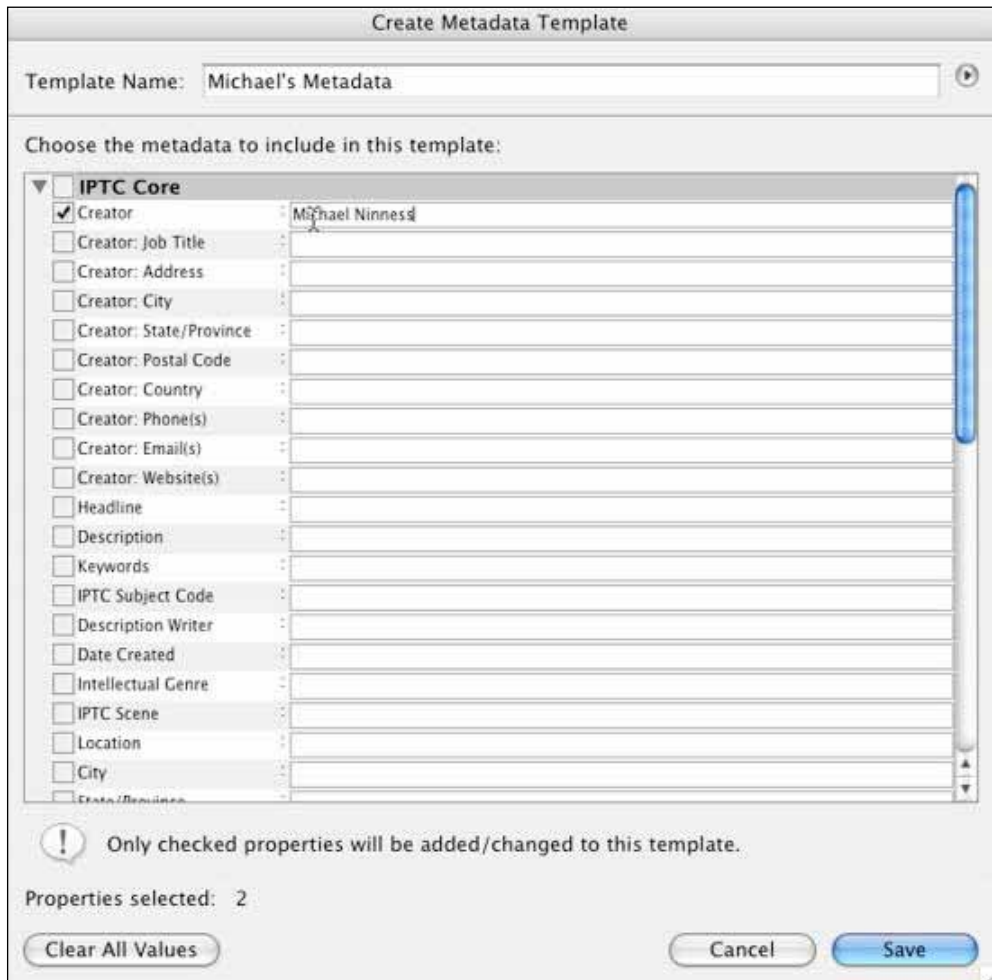 Create Metadata Template
Template Name: Michael's Metadata
Choose the metadata to include in this template:
IPTC Core
Creator : Michael Ninness
Creator: Job Title :
Creator: Address :
Creator: City :
Creator: State/Province :
Creator: Postal Code :
Creator: Country :
Creator: Phone(s) :
Creator: Email(s) :
Creator: Website(s) :
Headline :
Description :
Keywords :
IPTC Subject Code :
Description Writer :
Date Created :
Intellectual Genre :
IPTC Scene :
Location :
City :
State/Province
! Only checked properties will be added/changed to this template.
Properties selected: 2
Clear All Values Cancel Save